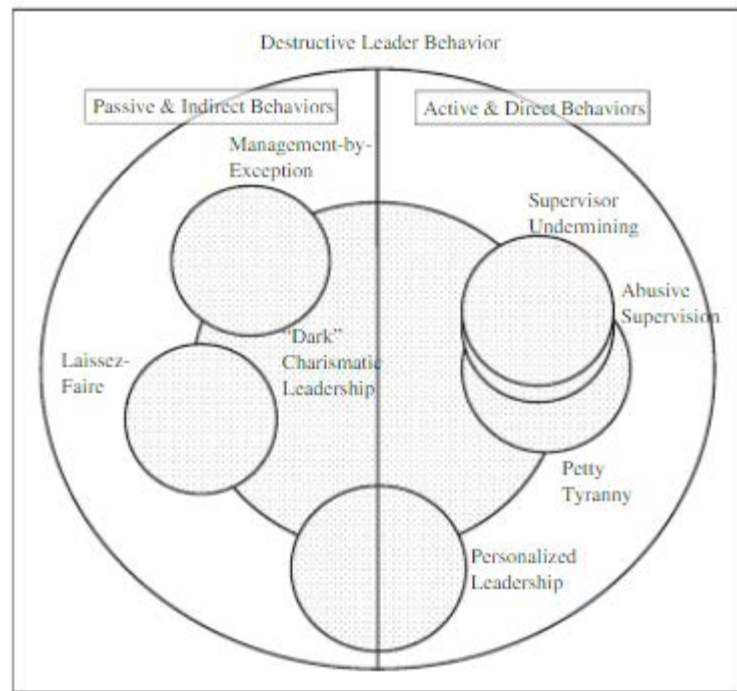 Destructive Leader Behavior
Passive & Indirect Behaviors
Active & Direct Behaviors
Management-by-
Exception
Supervisor
Undermining
Abusive
Supervision
"Dark"
Charismatic
Leadership
Laissez-
Faire
Petty
Tyranny
Personalized
Leadership